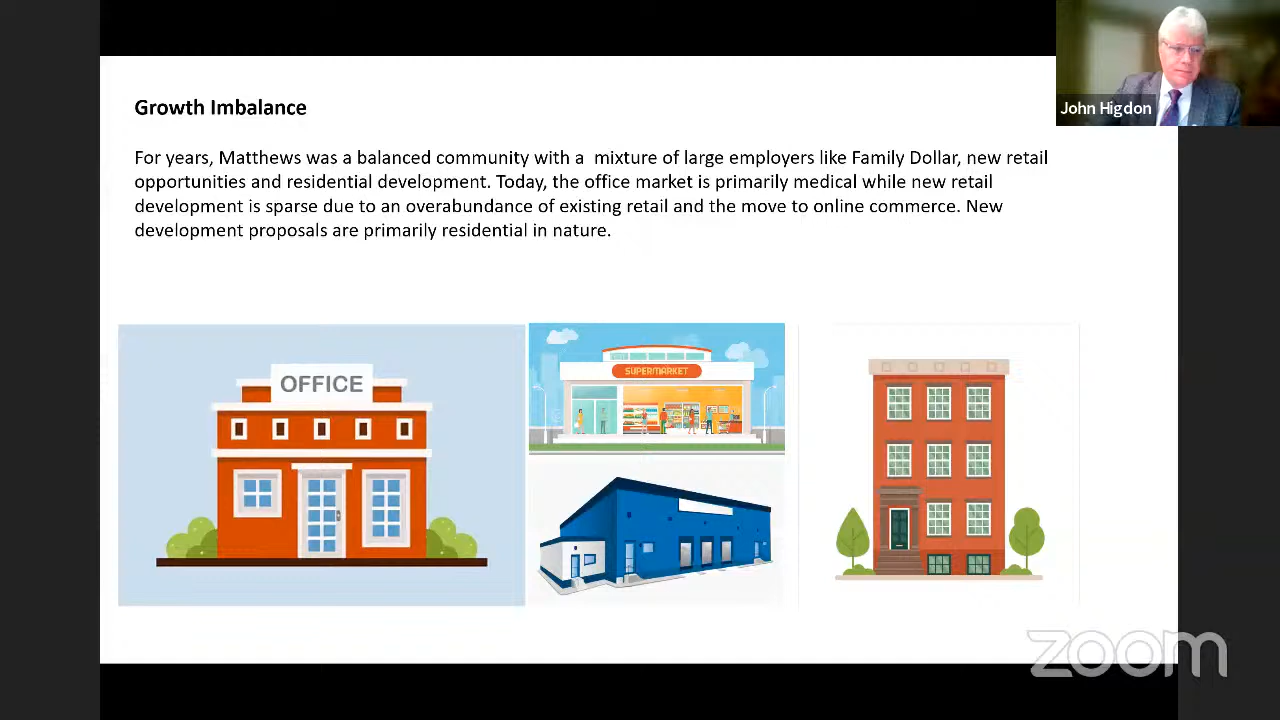 John Higdon
Growth Imbalance
For years, Matthews was a balanced community with a mixture of large employers like Family Dollar, new retail
opportunities and residential development. Today, the office market is primarily medical while new retail
development is sparse due to an overabundance of existing retail and the move to online commerce. New
development proposals are primarily residential in nature.
OFFICE
SUPERMARKET
zoom